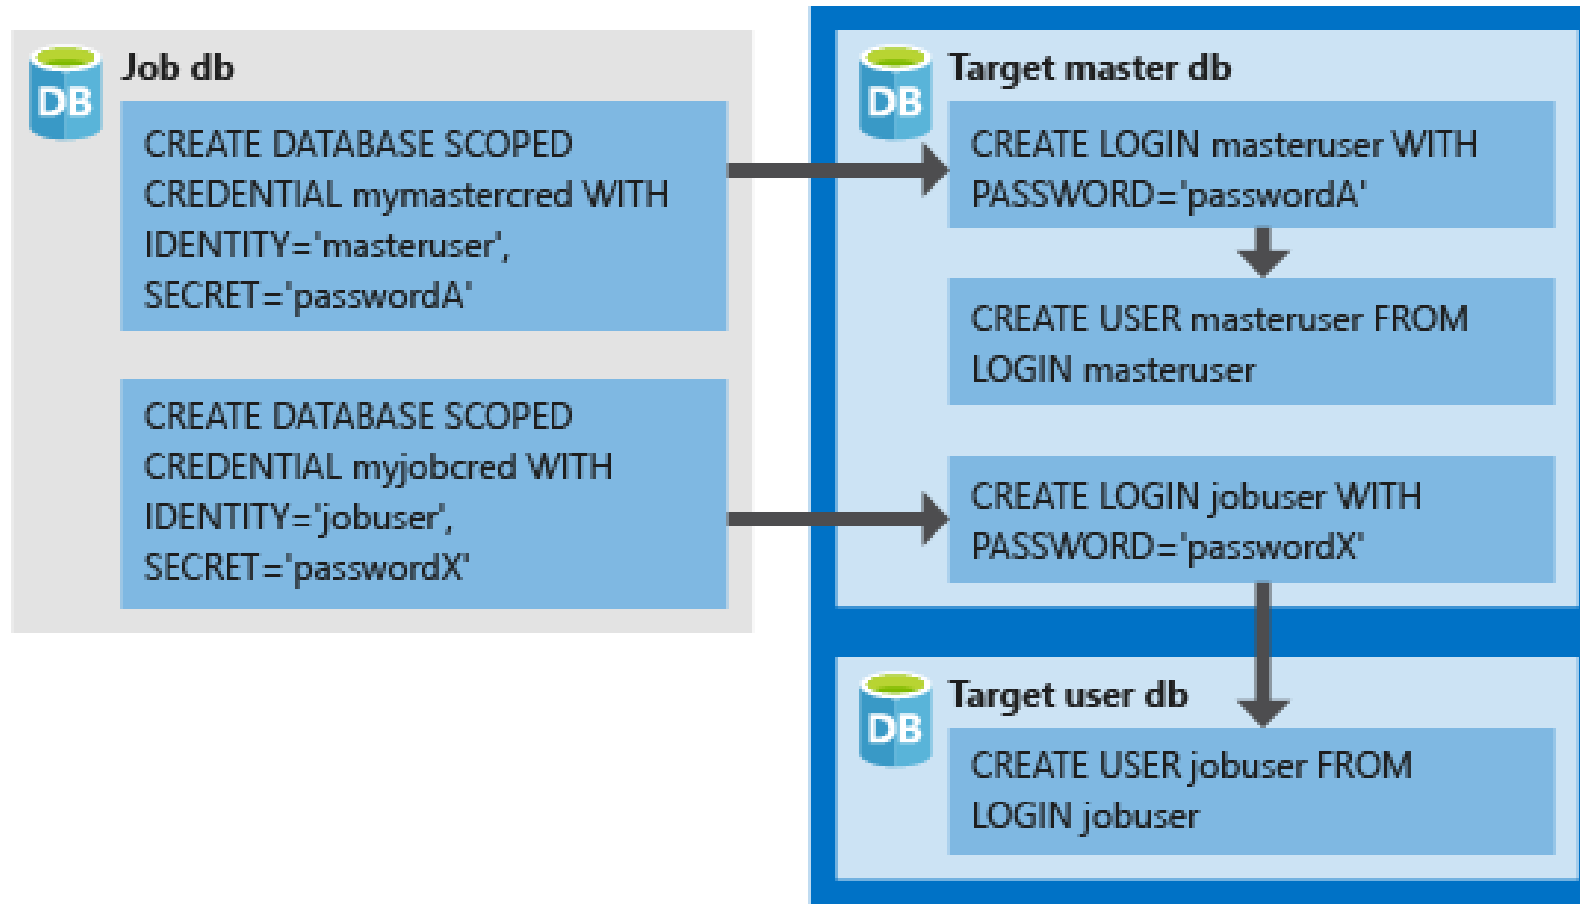 DB
Job db
CREATE DATABASE SCOPED
CREDENTIAL mymastercred WITH
IDENTITY='masteruser',
SECRET='passwordA'
CREATE DATABASE SCOPED
CREDENTIAL myjobcred WITH
IDENTITY='jobuser',
SECRET='passwordX'
DB
Target master db
CREATE LOGIN masteruser WITH
PASSWORD='passwordA'
CREATE USER masteruser FROM
LOGIN masteruser
CREATE LOGIN jobuser WITH
PASSWORD='passwordX'
DB
Target user db
CREATE USER jobuser FROM
LOGIN jobuser